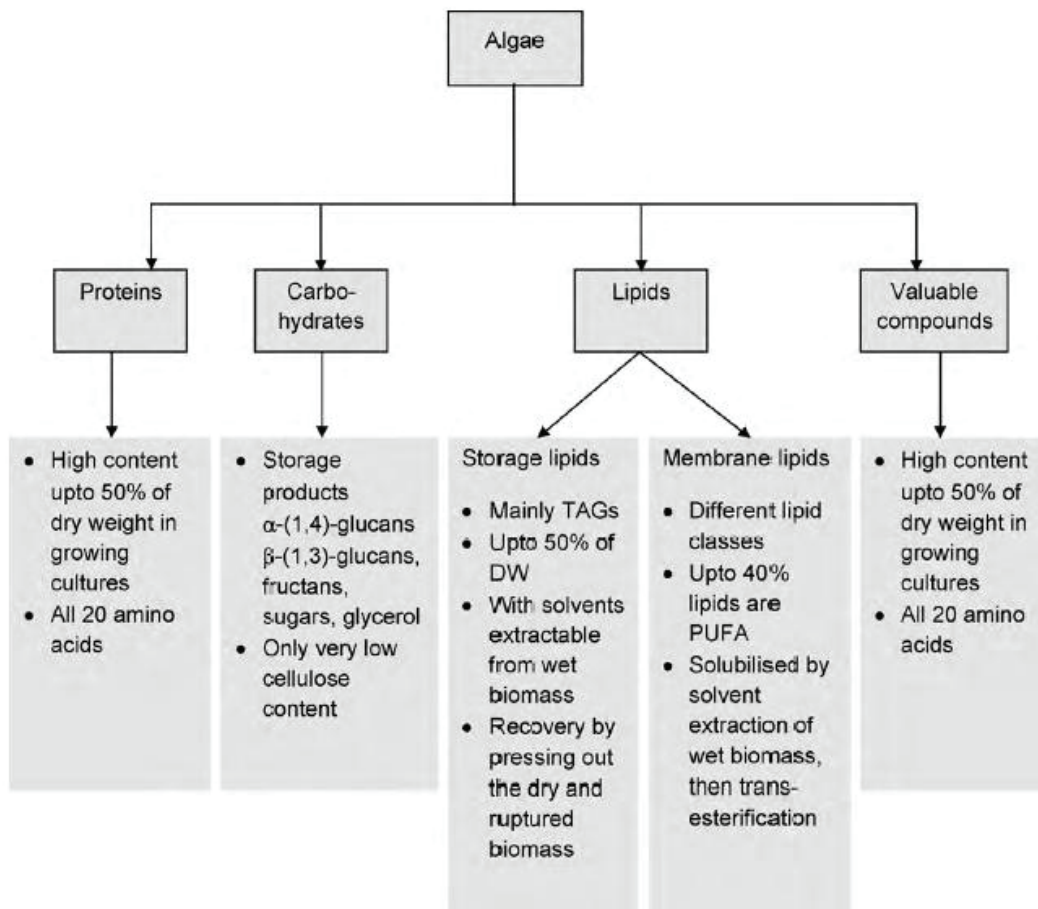 Algae
Proteins
Carbo-
hydrates
Lipids
Valuable
compounds
• High content
upto 50% of
dry weight in
growing
cultures
• All 20 amino
acids
• Storage
products
α-(1,4)-glucans
β-(1,3)-glucans,
fructans,
sugars, glycerol
• Only very low
cellulose
content
Storage lipids
• Mainly TAGs
• Upto 50% of
DW
• With solvents
extractable
from wet
biomass
• Recovery by
pressing out
the dry and
ruptured
biomass
Membrane lipids
• Different lipid
classes
• Upto 40%
lipids are
PUFA
• Solubilised by
solvent
extraction of
wet biomass,
then trans-
esterification
• High content
upto 50% of
dry weight in
growing
cultures
• All 20 amino
acids